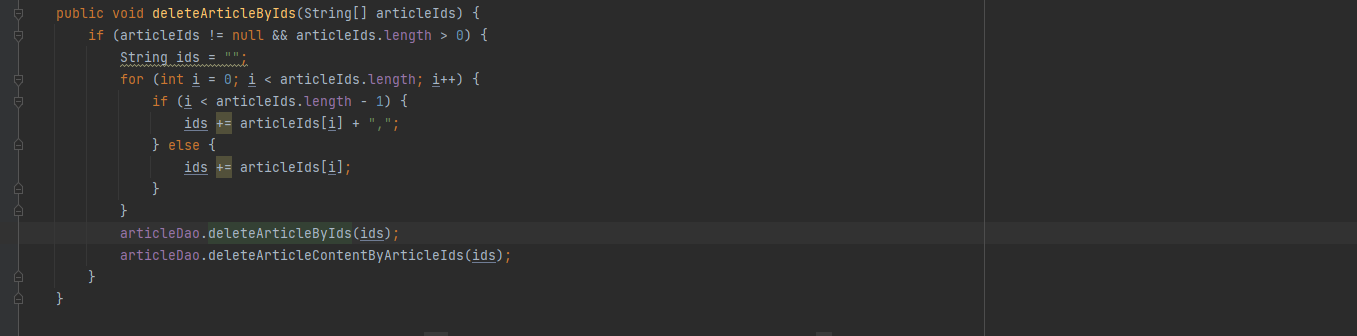 public void deleteArticleByIds(String[] articleIds) {
if (articleIds != null && articleIds.length > 0) {
String ids = "";
for (int i = 0; i < articleIds.length; i++) {
if (i < articleIds.length - 1) {
ids += articleIds[i] + ",";
} else {
ids += articleIds[i];
}
}
articleDao.deleteArticleByIds(ids);
articleDao.deleteArticleContentByArticleIds(ids);
}
}